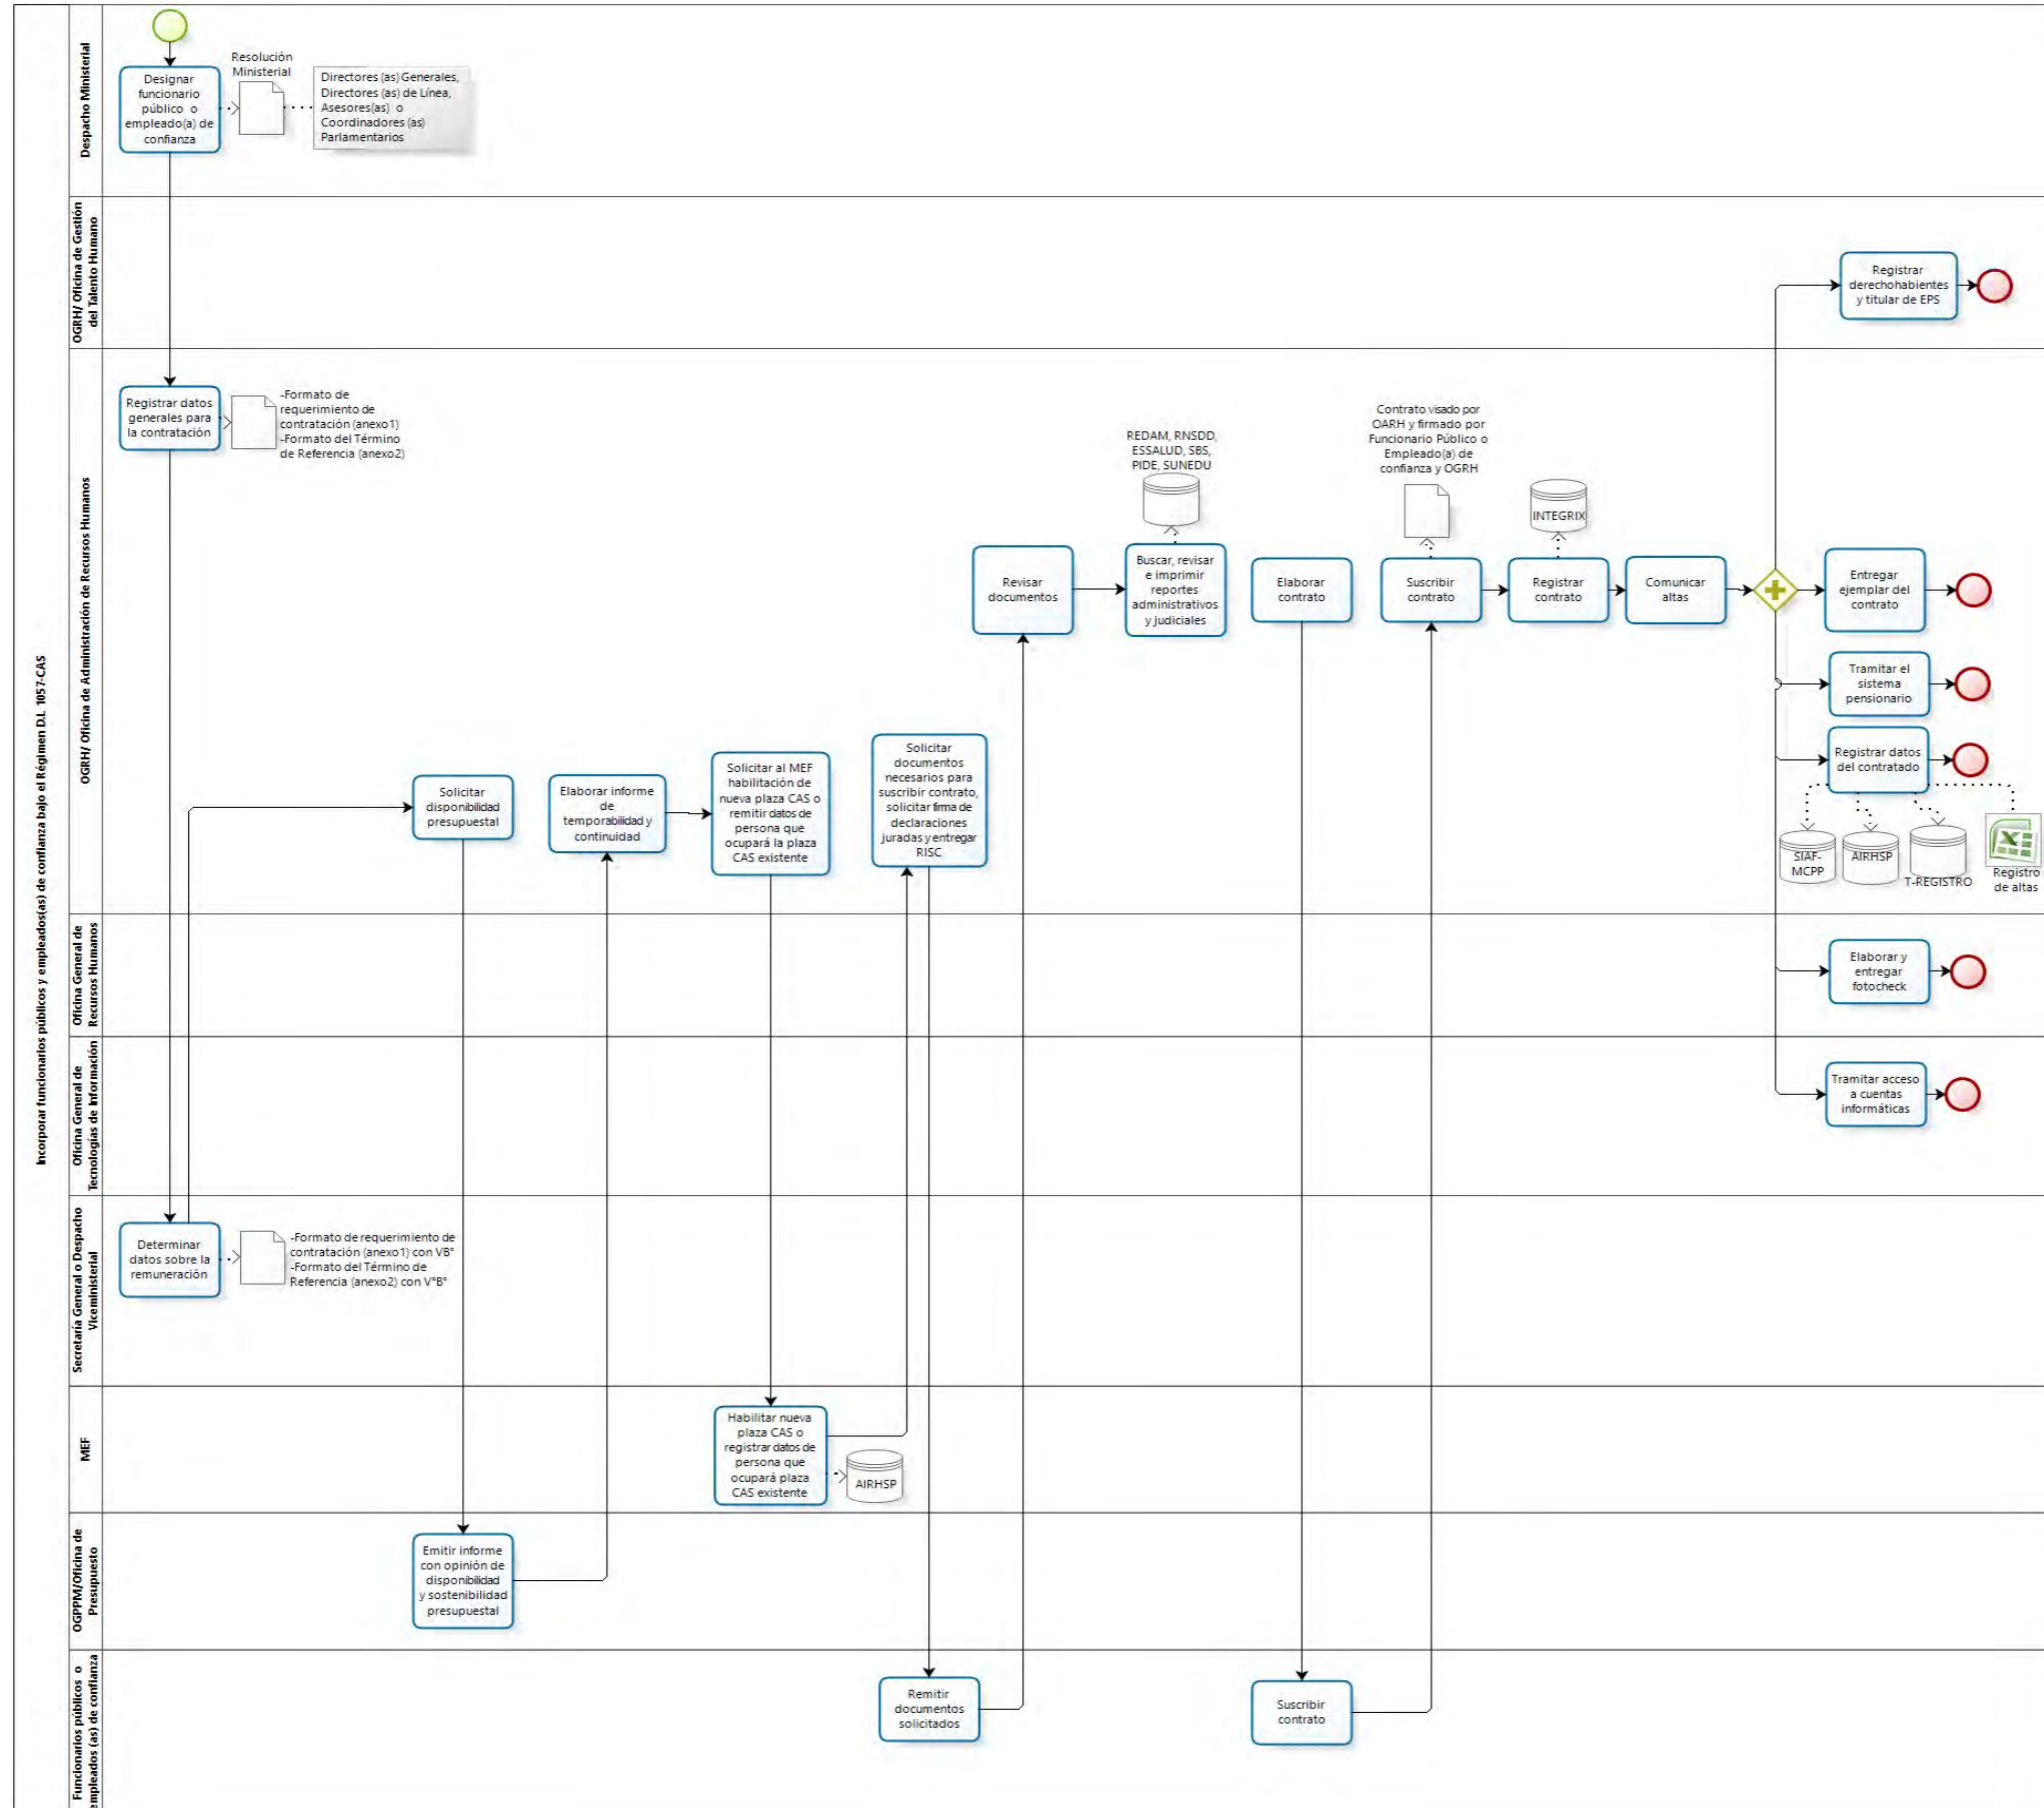 Incorporar funcionarios públicos y empleados(as) de confianza bajo el Régimen D.L 1057-CAS
Despacho Ministerial
Designar
funcionario
público o
empleado(a) de
confianza
Resolución
Ministerial
Directores (as) Generales,
Directores (as) de Línea,
Asesores(as) o
Coordinadores (as)
Parlamentarios
OGRH/ Oficina de Gestión
del Talento Humano
Registrar
derechohabientes
y titular de EPS
OGRH/ Oficina de Administración de Recursos Humanos
Registrar datos
generales para
la contratación
-Formato de
requerimiento de
contratación (anexo1)
-Formato del Término
de Referencia (anexo2)
Solicitar
disponibilidad
presupuestal
Elaborar informe
de
temporabilidad y
continuidad
Solicitar al MEF
habilitación de
nueva plaza CAS o
remitir datos de
persona que
ocupará la plaza
CAS existente
Solicitar
documentos
necesarios para
suscribir contrato,
solicitar firma de
declaraciones
juradas y entregar
RISC
Revisar
documentos
REDAM, RNSDD,
ESSALUD, SBS,
PIDE, SUNEDU
Buscar, revisar
e imprimir
reportes
administrativos
y judiciales
Elaborar
contrato
Contrato visado por
OARH y firmado por
Funcionario Público o
Empleado(a) de
confianza y OGRH
Suscribir
contrato
INTEGRIX
Registrar
contrato
Comunicar
altas
Entregar
ejemplar del
contrato
Tramitar el
sistema
pensionario
Registrar datos
del contratado
SIAF-
MCPP
AIRHSP
T-REGISTRO
Registro
de altas
Oficina General de
Recursos Humanos
Elaborar y
entregar
fotocheck
Oficina General de
Tecnologías de Información
Tramitar acceso
a cuentas
informáticas
Secretaría General o Despacho
Viceministerial
Determinar
datos sobre la
remuneración
-Formato de requerimiento de
contratación (anexo1) con VB°
-Formato del Término de
Referencia (anexo2) con V°B°
MEF
Habilitar nueva
plaza CAS o
registrar datos de
persona que
ocupará plaza
CAS existente
AIRHSP
OGPPM/Oficina de
Presupuesto
Emitir informe
con opinión de
disponibilidad
y sostenibilidad
presupuestal
Funcionarios públicos o
empleados (as) de confianza
Remitir
documentos
solicitados
Suscribir
contrato